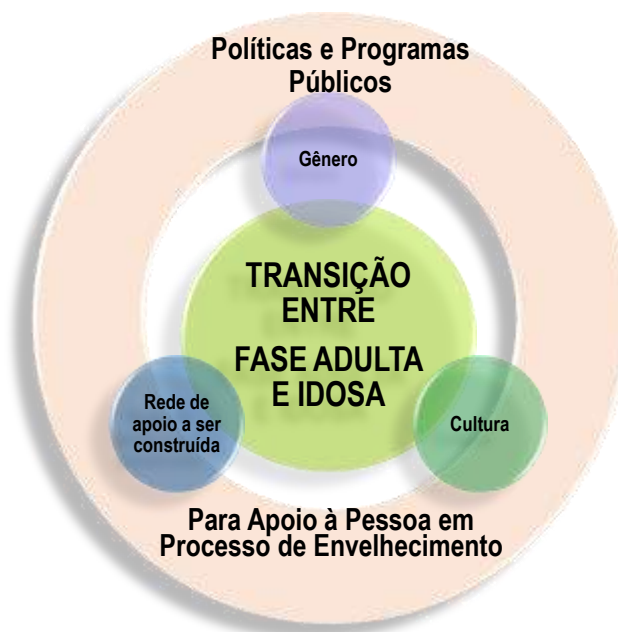 Políticas e Programas
Públicos
Gênero
TRANSIÇÃO
ENTRE
FASE ADULTA
E IDOSA
Rede de
apoio a ser
construída
Cultura
Para Apoio à Pessoa em
Processo de Envelhecimento